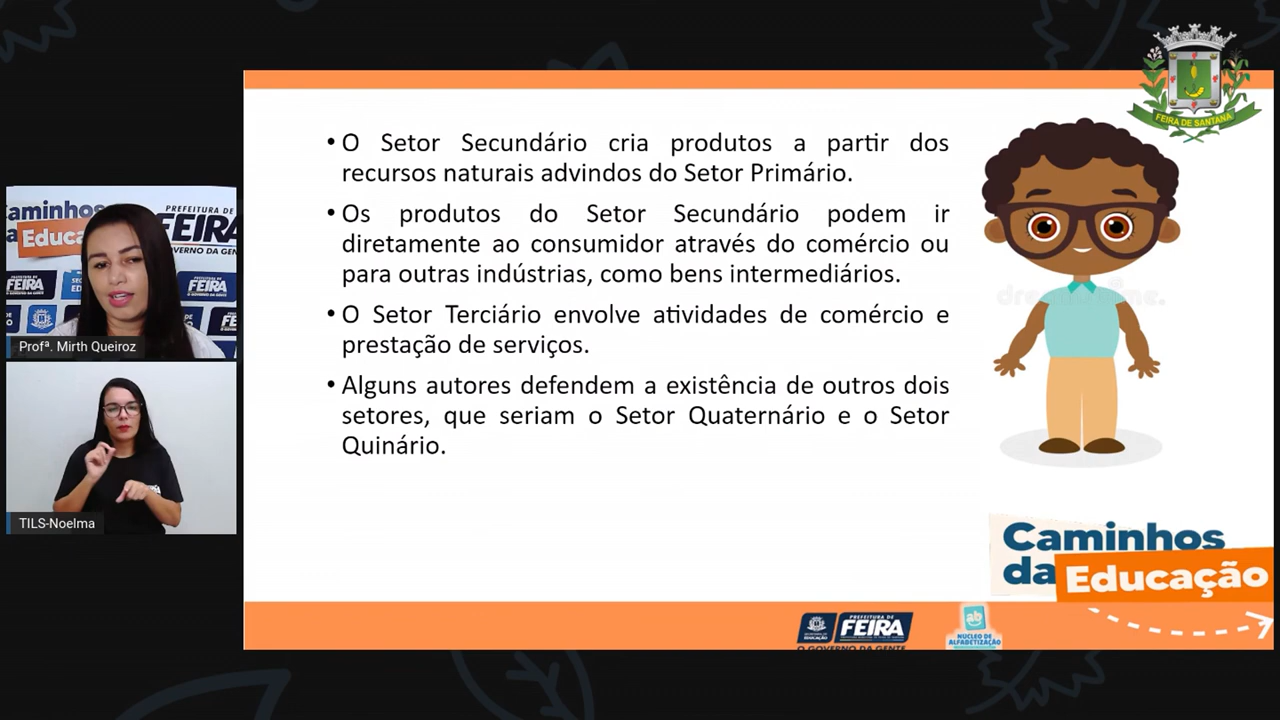 FEIRA DE SANTANA
• O Setor Secundário cria produtos a partir dos
recursos naturais advindos do Setor Primário.
• Os produtos do Setor Secundário podem ir
diretamente ao consumidor através do comércio ou
para outras indústrias, como bens intermediários.
• O Setor Terciário envolve atividades de comércio e
prestação de serviços.
• Alguns autores defendem a existência de outros dois
setores, que seriam o Setor Quaternário e o Setor
Quinário.
PREFEITURA DE
FEIRA
FEIRA
Profª. Mirth Queiroz
TILS-Noelma
Caminhos
da Educação
PREFEITURA DE
FEIRA
O GOVERNO DA GENTE
ab
NÚCLEO DE
ALFABETIZAÇÃO